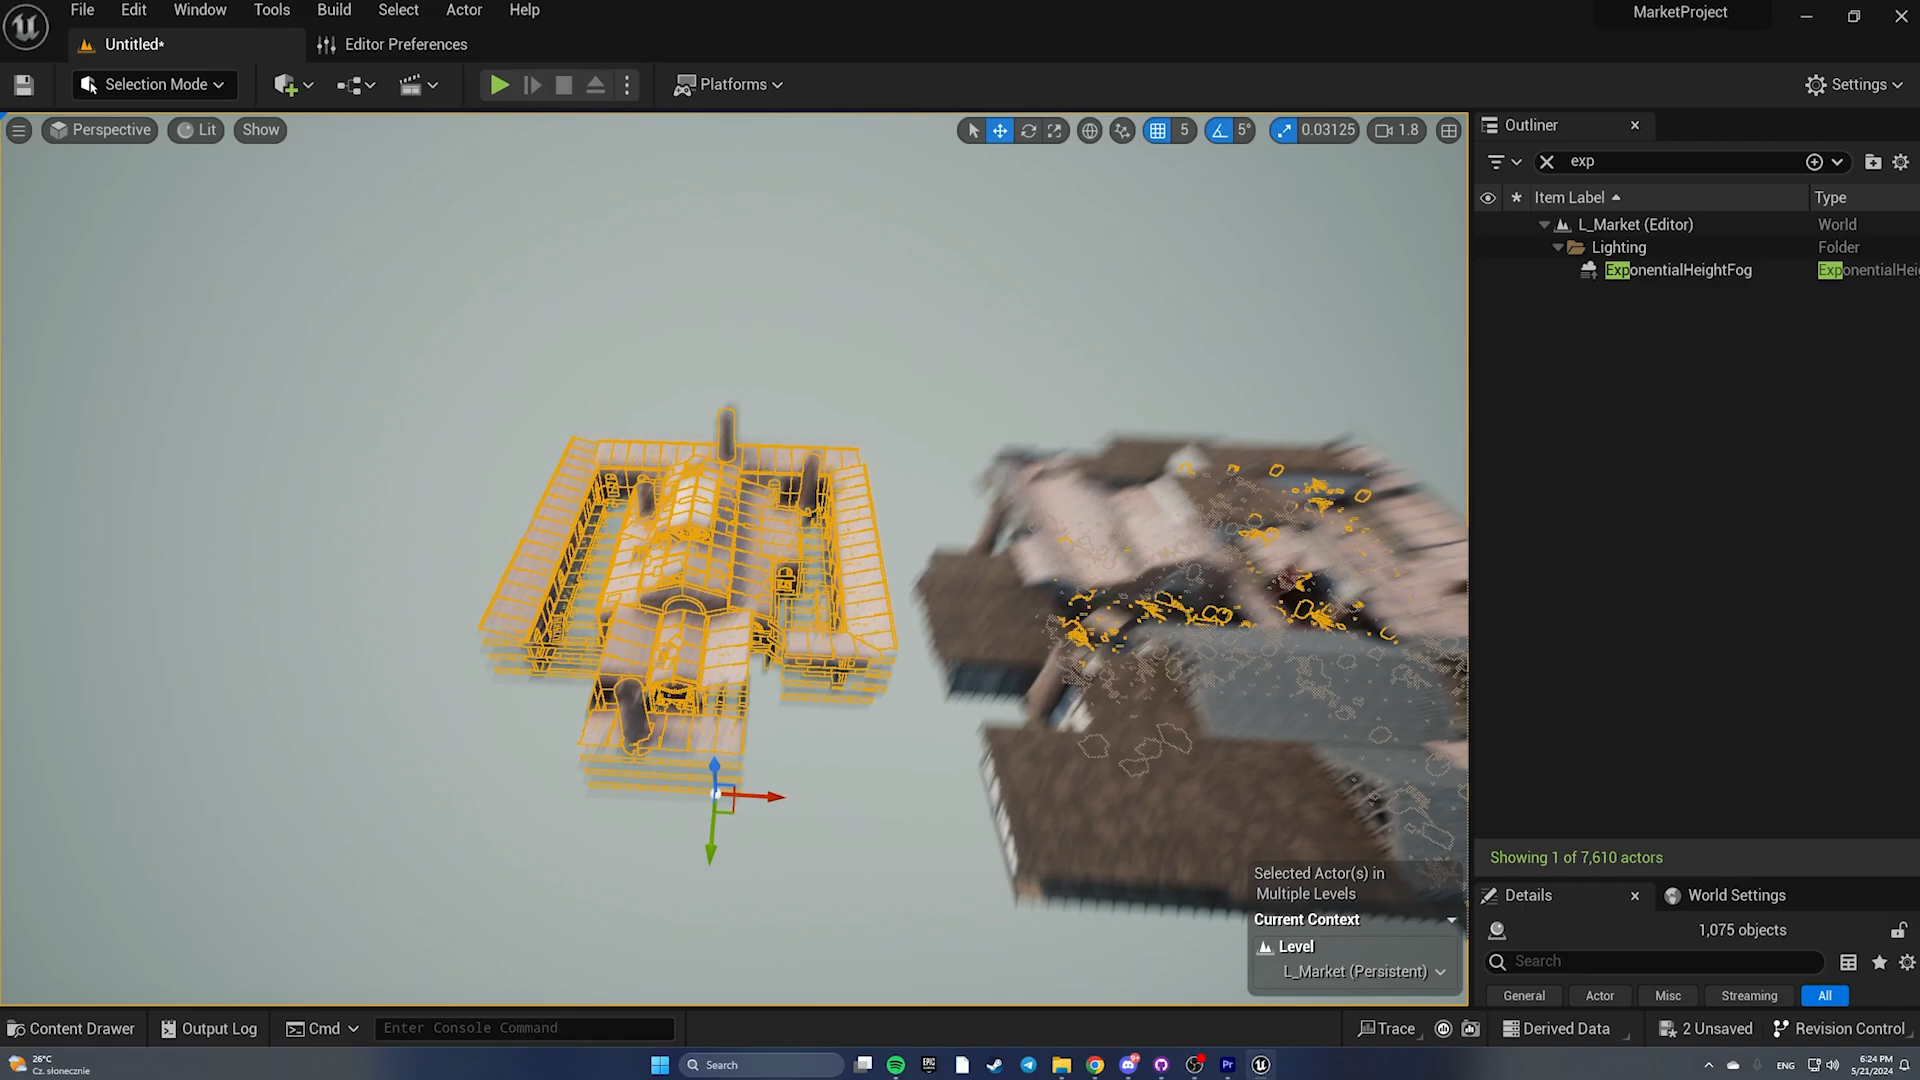 File Edit Window Tools Build Select Actor Help
MarketProject
Untitled*
Editor Preferences
Selection Mode
Platforms
Settings
Perspective
Lit
Show
5
5°
0.03125
1.8
Outliner
exp
Item Label
Type
L_Market (Editor)
World
Lighting
Folder
ExponentialHeightFog
ExponentialHei
Showing 1 of 7,610 actors
Selected Actor(s) in
Multiple Levels
Current Context
Level
L_Market (Persistent)
Details
World Settings
1,075 objects
Search
General
Actor
Misc
Streaming
All
Content Drawer
Output Log
Cmd
Enter Console Command
Trace
Derived Data
2 Unsaved
Revision Control
26°C
Cz. słonecznie
Search
EPIC
Pr
ENG
6:24 PM
5/21/2024